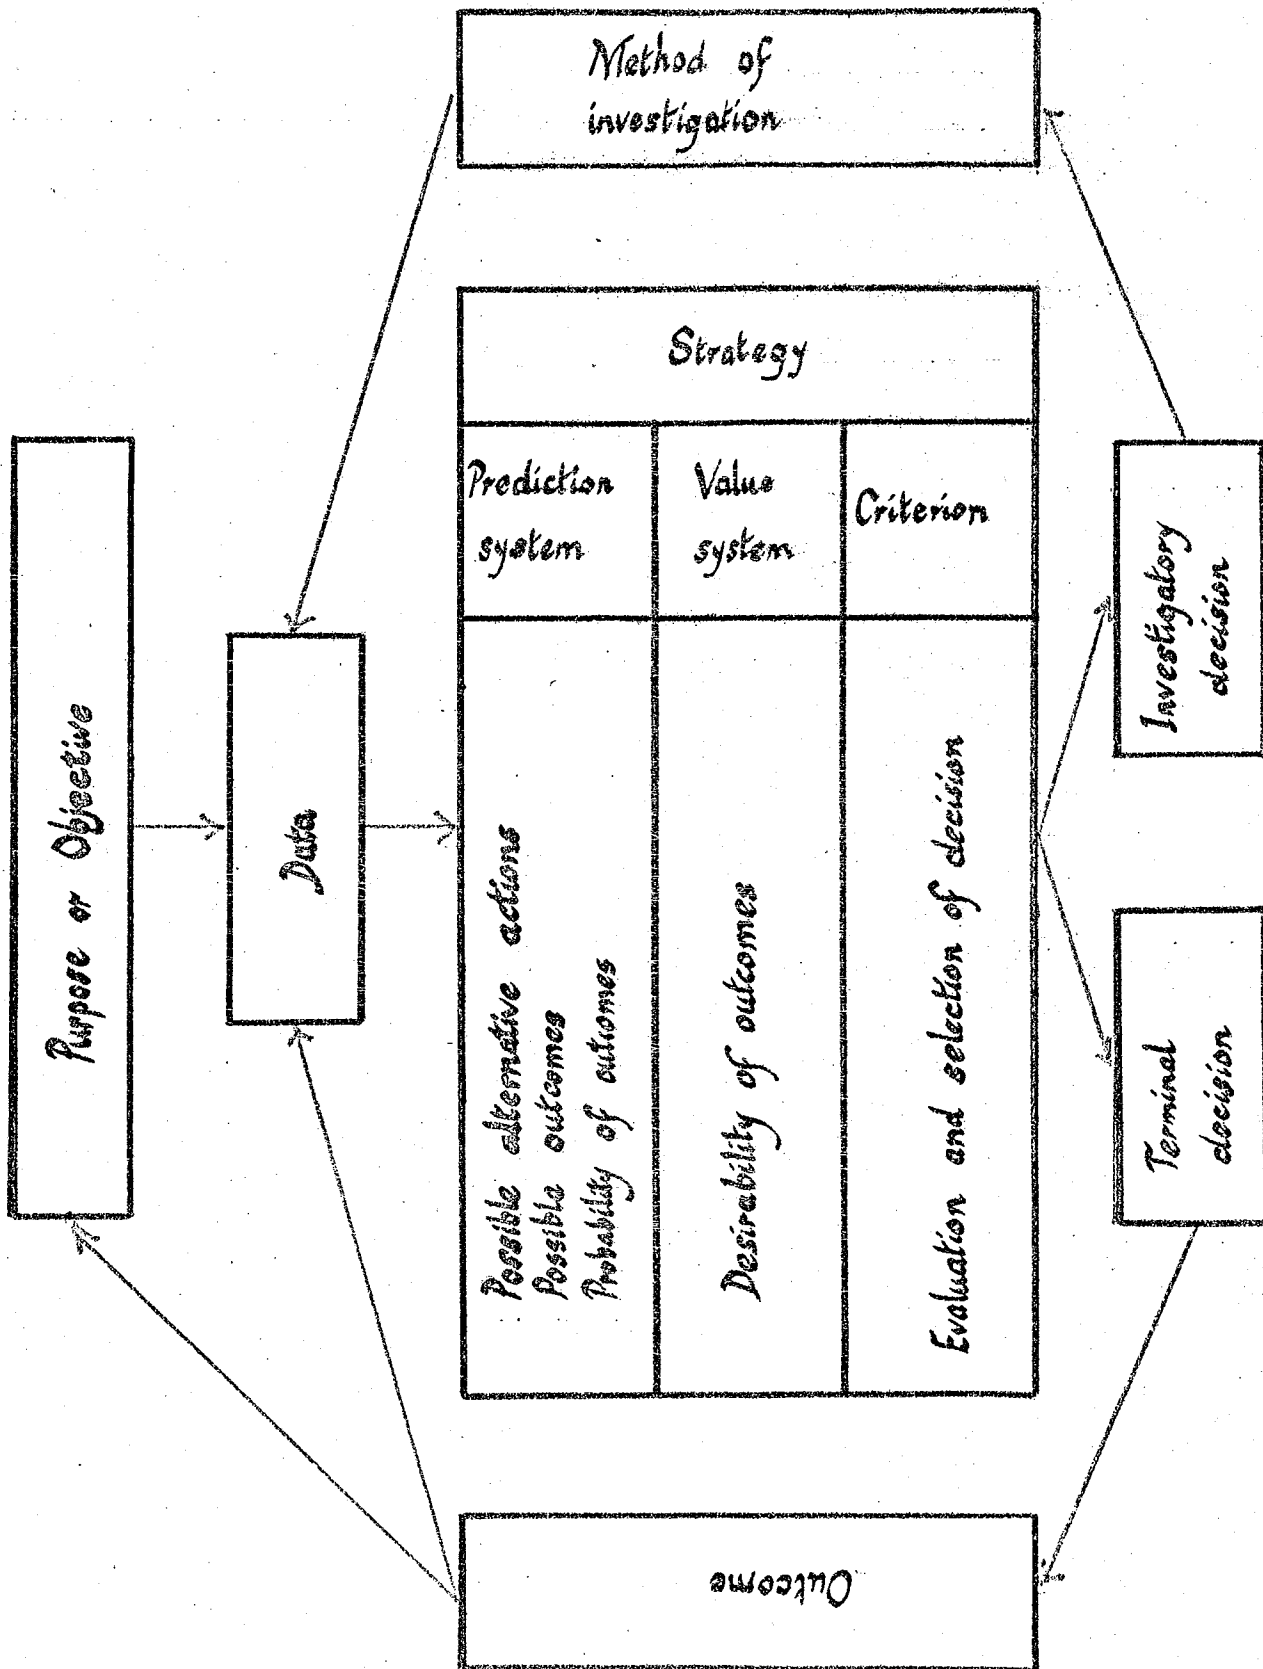 Method of
investigation
Strategy
Prediction
system
Value
system
Criterion
Purpose or Objective
Data
Possible alternative actions
Possible outcomes
Probability of outcomes
Desirability of outcomes
Evaluation and selection of decision
Investigatory
decision
Terminal
decision
Outcome